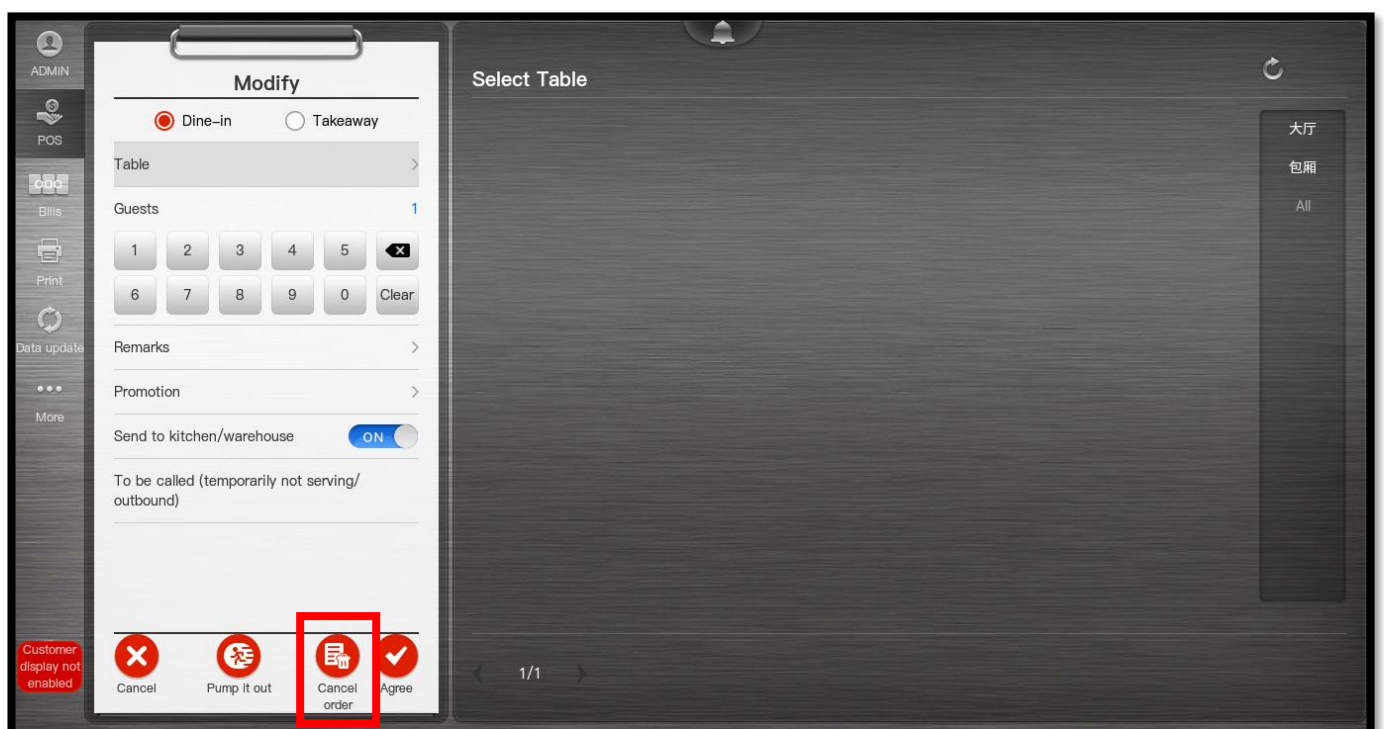 ADMIN
POS
Bills
Print
Data update
More
Customer
display not
enabled
Modify
Dine-in
Takeaway
Table
Guests
1
1 2 3 4 5
6 7 8 9 0 Clear
Remarks
Promotion
Send to kitchen/warehouse
ON
To be called (temporarily not serving/
outbound)
Cancel
Pump It out
Cancel
order
Agree
Select Table
大厅
包厢
All
1/1